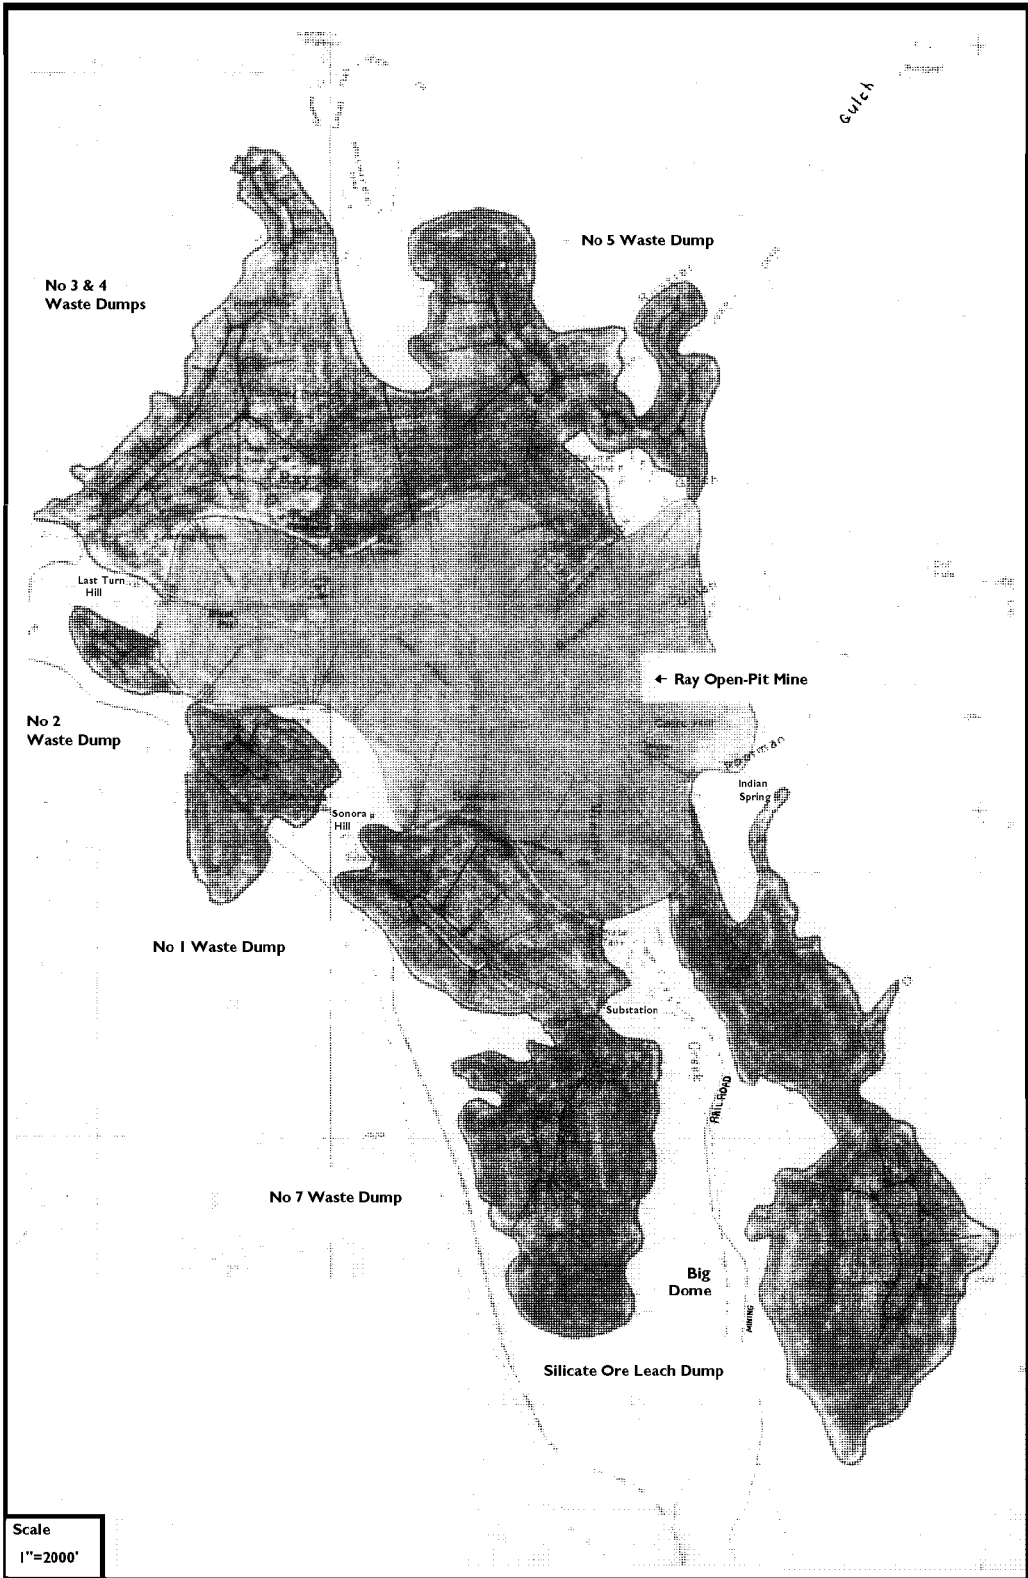 Gulch
No 5 Waste Dump
No 3 & 4
Waste Dumps
Ray
Last Turn
Hill
← Ray Open-Pit Mine
No 2
Waste Dump
Indian
Spring
Sonora
Hill
No 1 Waste Dump
Substation
Creek
RAILROAD
No 7 Waste Dump
Big
Dome
MINING
Silicate Ore Leach Dump
Scale
1"=2000'